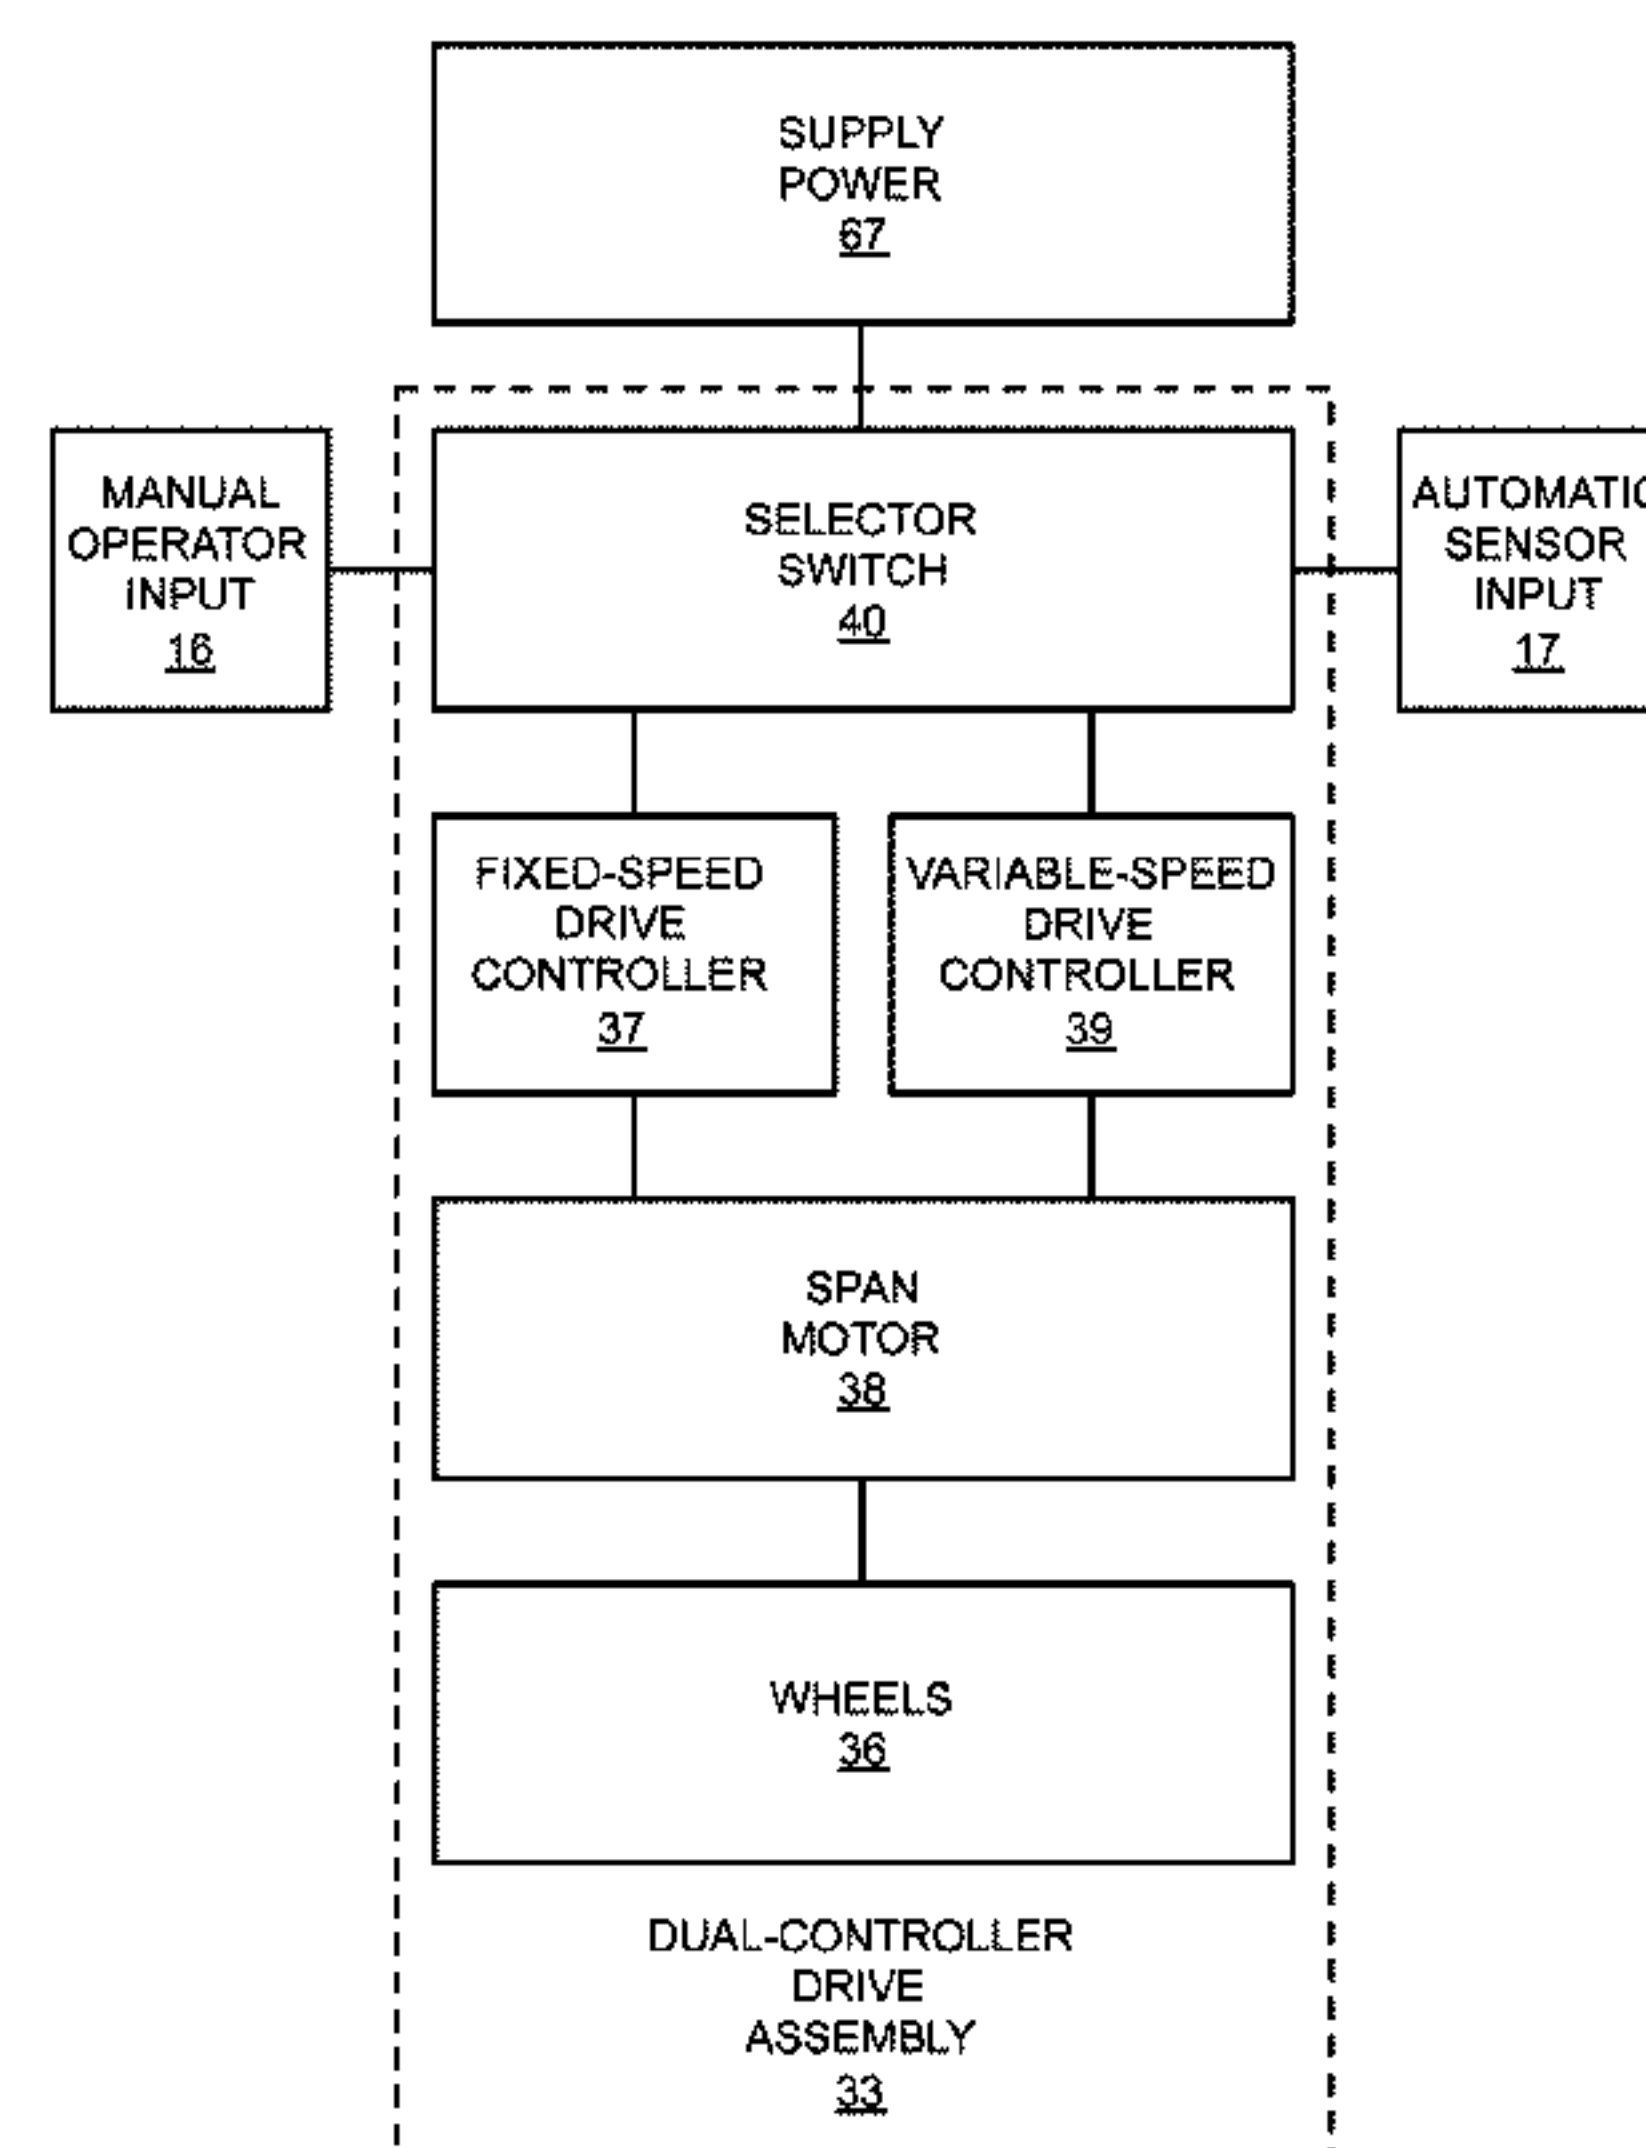 SUPPLY
POWER
67
MANUAL
OPERATOR
INPUT
16
SELECTOR
SWITCH
40
AUTOMATIC
SENSOR
INPUT
17
FIXED-SPEED
DRIVE
CONTROLLER
37
VARIABLE-SPEED
DRIVE
CONTROLLER
39
SPAN
MOTOR
38
WHEELS
36
DUAL-CONTROLLER
DRIVE
ASSEMBLY
33